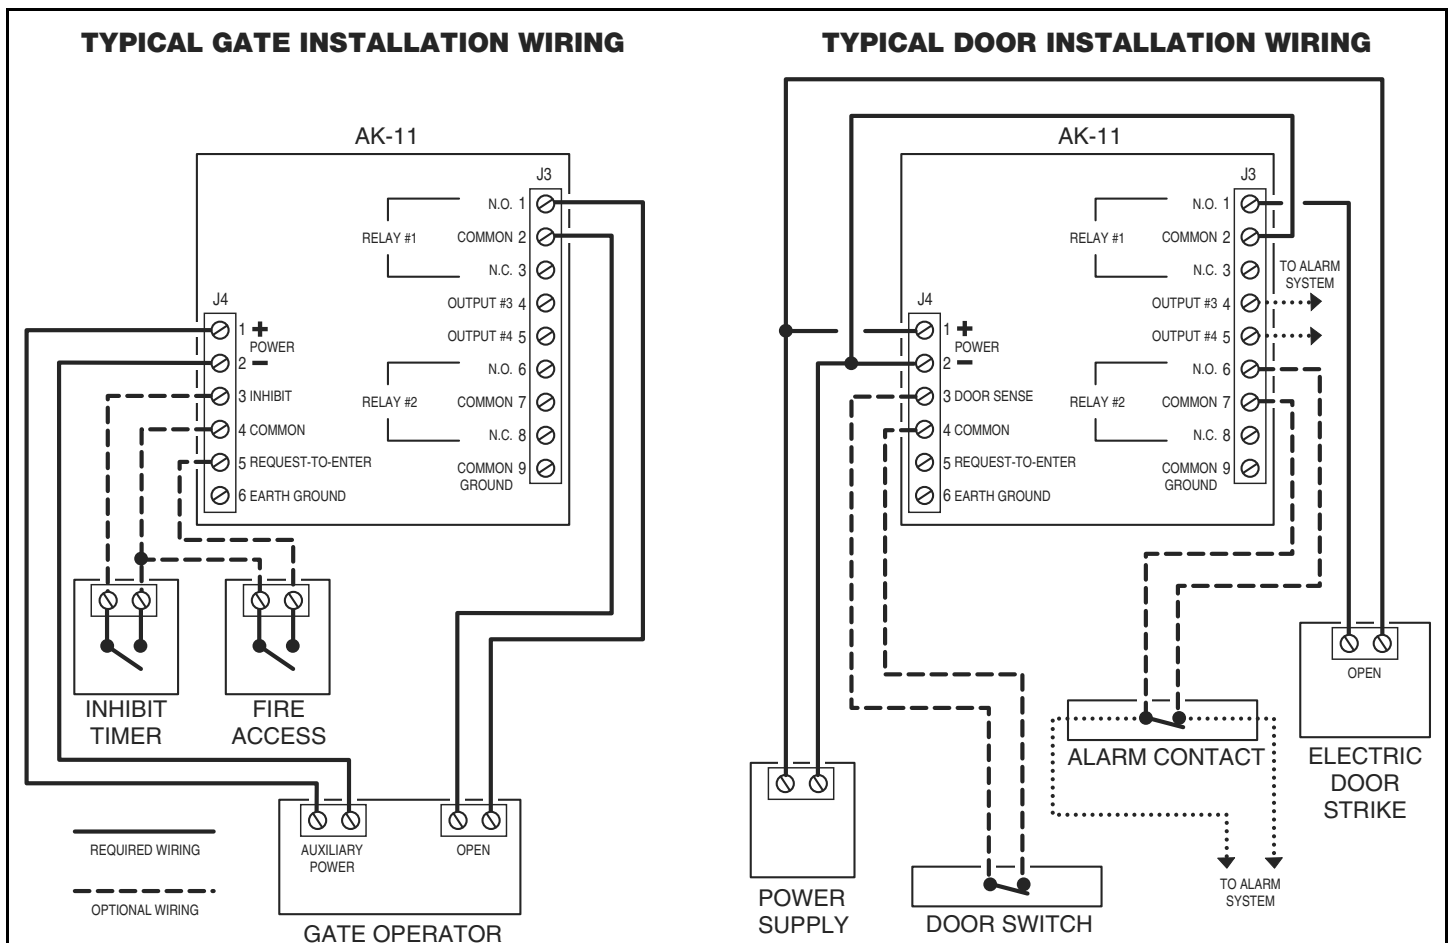 TYPICAL GATE INSTALLATION WIRING
AK-11
J3
N.O. 1
RELAY #1
COMMON 2
N.C. 3
OUTPUT #3 4
OUTPUT #4 5
N.O. 6
RELAY #2
COMMON 7
N.C. 8
COMMON 9
GROUND
J4
1 +
POWER
2 –
3 INHIBIT
4 COMMON
5 REQUEST-TO-ENTER
6 EARTH GROUND
INHIBIT
TIMER
FIRE
ACCESS
REQUIRED WIRING
OPTIONAL WIRING
AUXILIARY
POWER
OPEN
GATE OPERATOR
TYPICAL DOOR INSTALLATION WIRING
AK-11
J3
N.O. 1
RELAY #1
COMMON 2
N.C. 3
TO ALARM
SYSTEM
OUTPUT #3 4
OUTPUT #4 5
N.O. 6
RELAY #2
COMMON 7
N.C. 8
COMMON 9
GROUND
J4
1 +
POWER
2 –
3 DOOR SENSE
4 COMMON
5 REQUEST-TO-ENTER
6 EARTH GROUND
OPEN
ELECTRIC
DOOR
STRIKE
ALARM CONTACT
TO ALARM
SYSTEM
POWER
SUPPLY
DOOR SWITCH